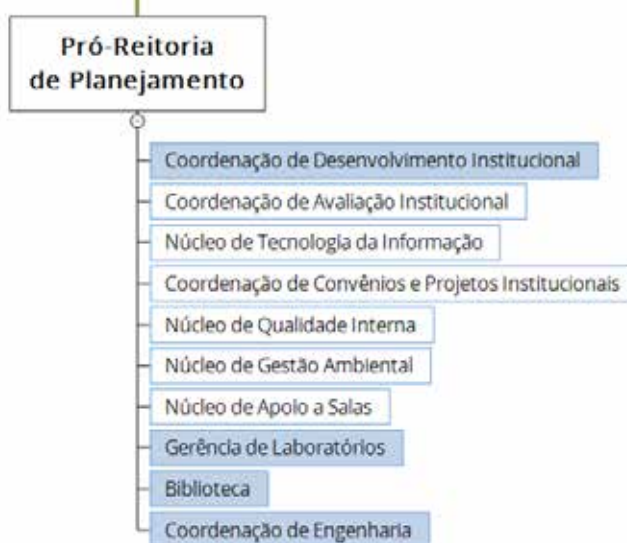 Pró-Reitoria
de Planejamento
Coordenação de Desenvolvimento Institucional
Coordenação de Avaliação Institucional
Núcleo de Tecnologia da Informação
Coordenação de Convênios e Projetos Institucionais
Núcleo de Qualidade Interna
Núcleo de Gestão Ambiental
Núcleo de Apoio a Salas
Gerência de Laboratórios
Biblioteca
Coordenação de Engenharia